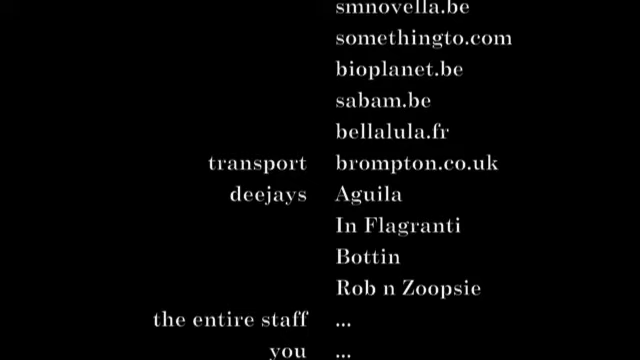 smnovella.be
somethingto.com
bioplanet.be
sabam.be
bellalula.fr
transport brompton.co.uk
deejays Aguila
In Flagranti
Bottin
Rob n Zoopsie
the entire staff ...
you ...